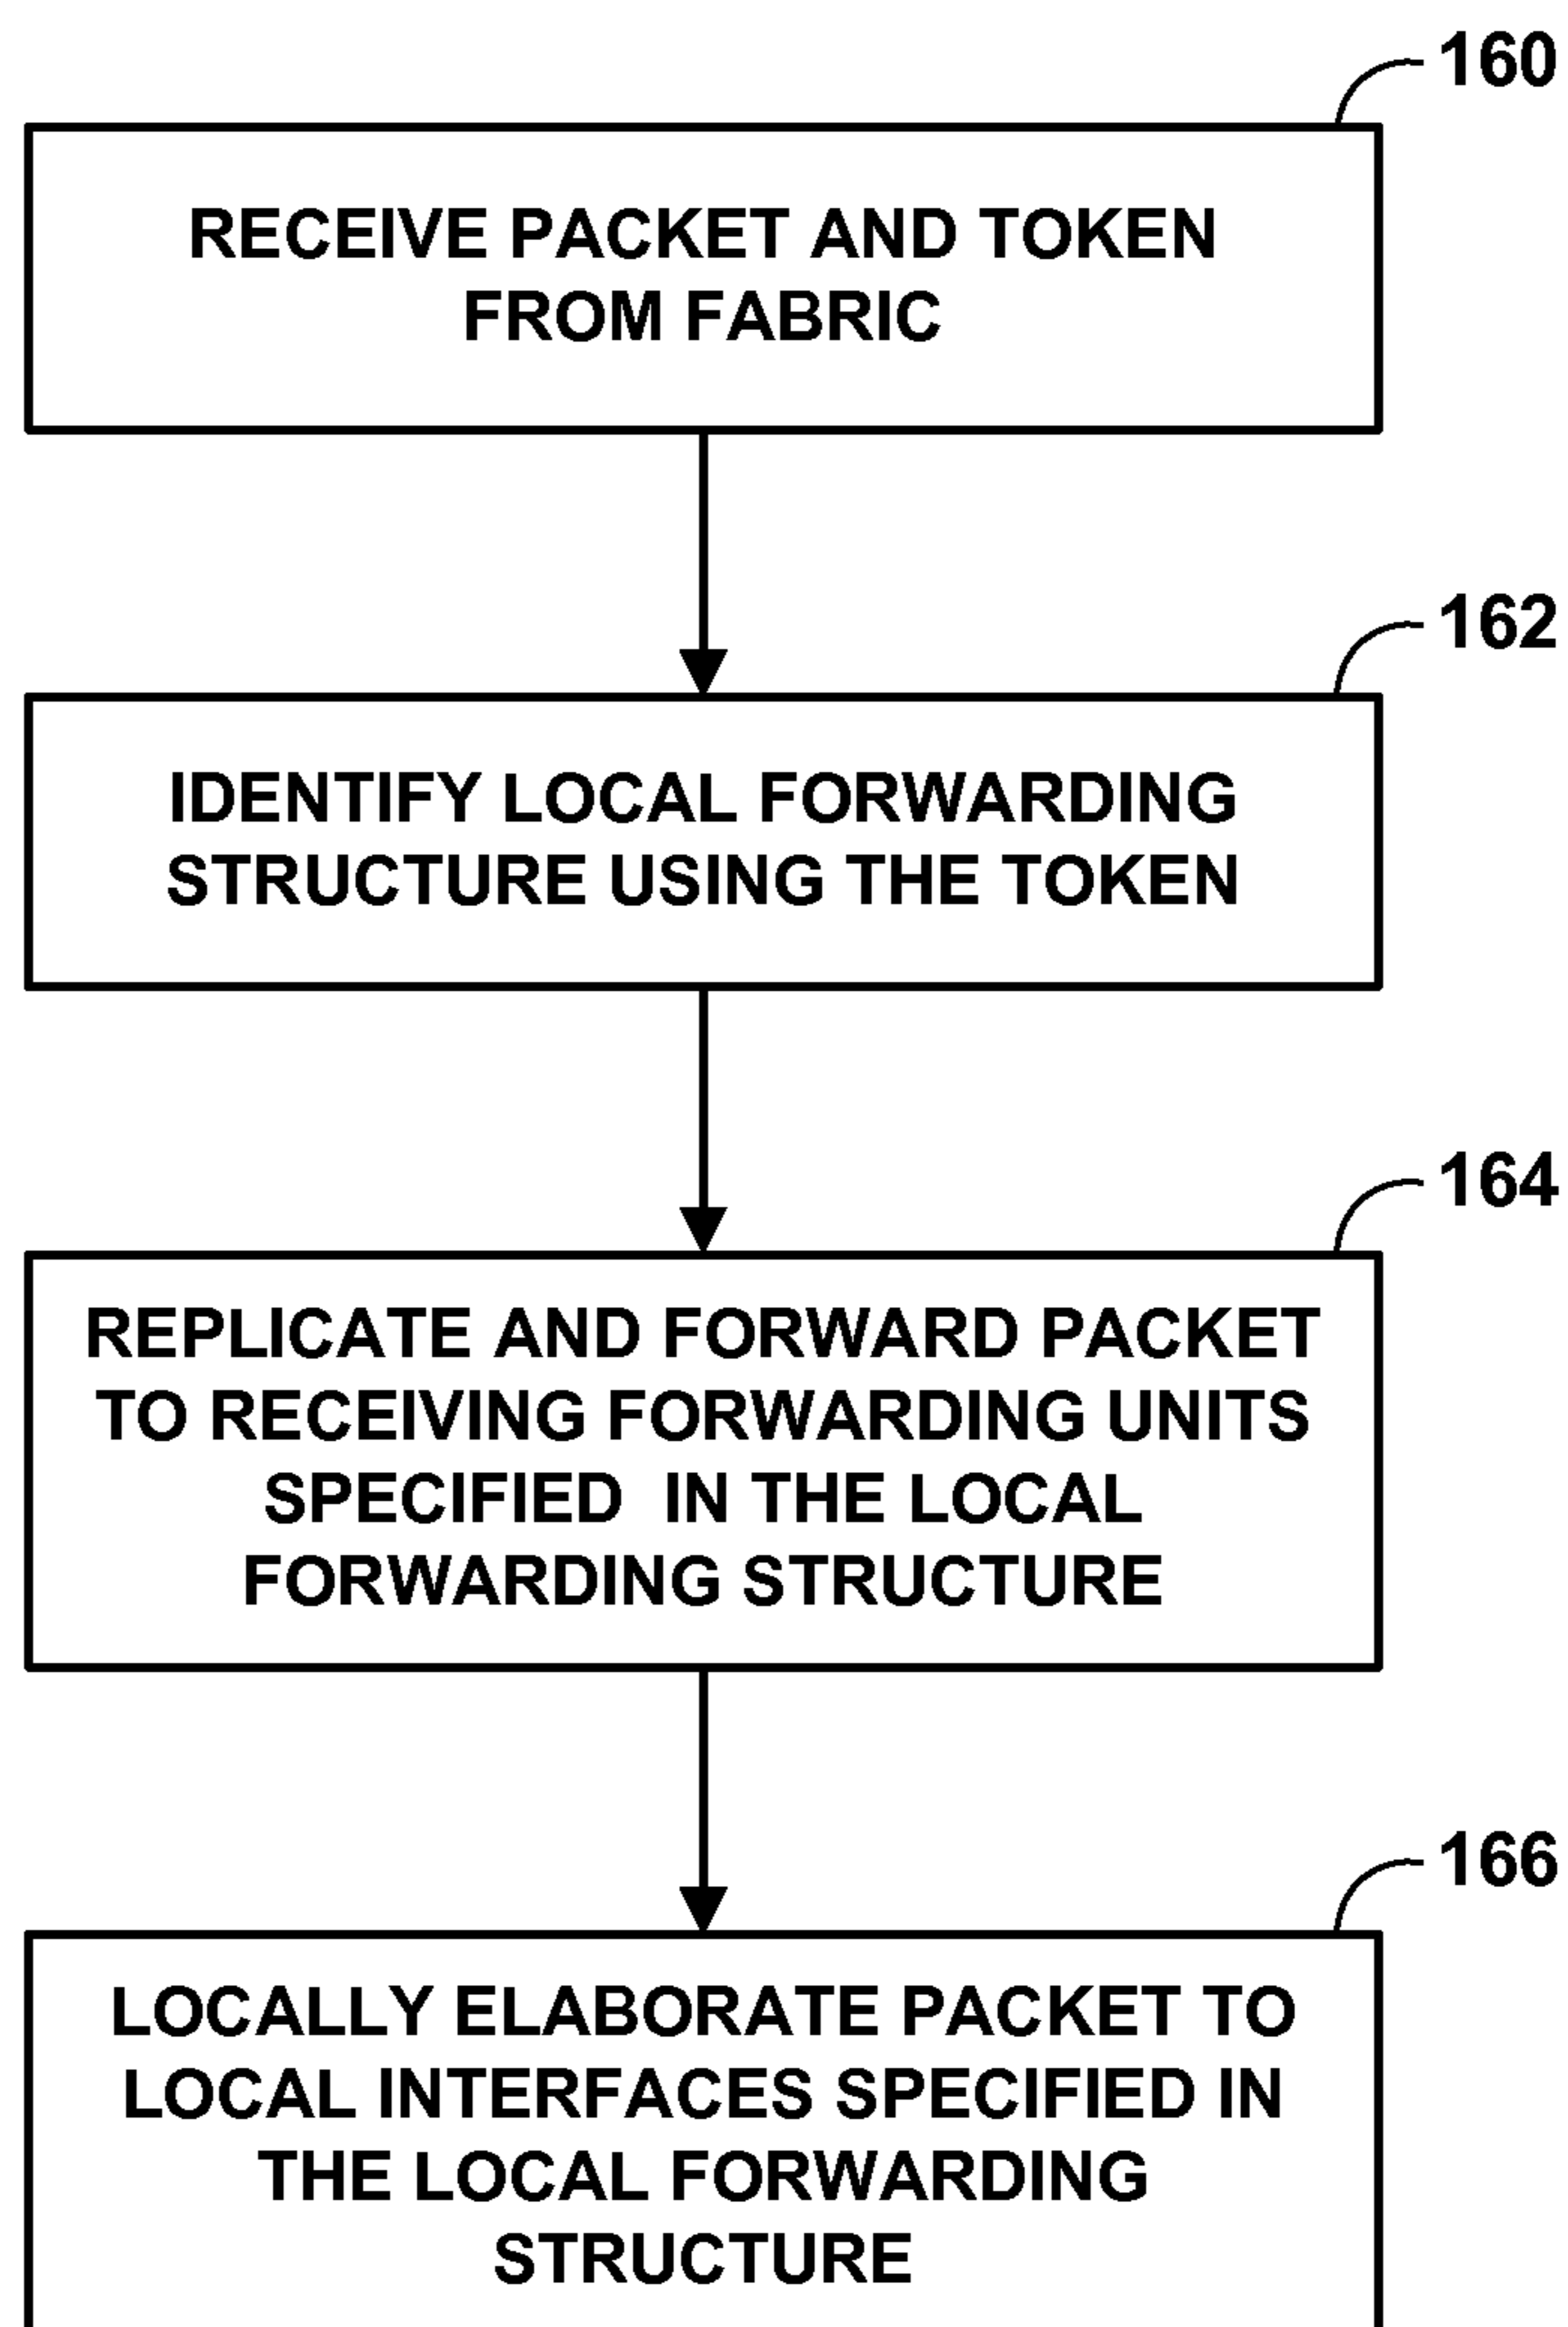 160
RECEIVE PACKET AND TOKEN
FROM FABRIC
162
IDENTIFY LOCAL FORWARDING
STRUCTURE USING THE TOKEN
164
REPLICATE AND FORWARD PACKET
TO RECEIVING FORWARDING UNITS
SPECIFIED IN THE LOCAL
FORWARDING STRUCTURE
166
LOCALLY ELABORATE PACKET TO
LOCAL INTERFACES SPECIFIED IN
THE LOCAL FORWARDING
STRUCTURE